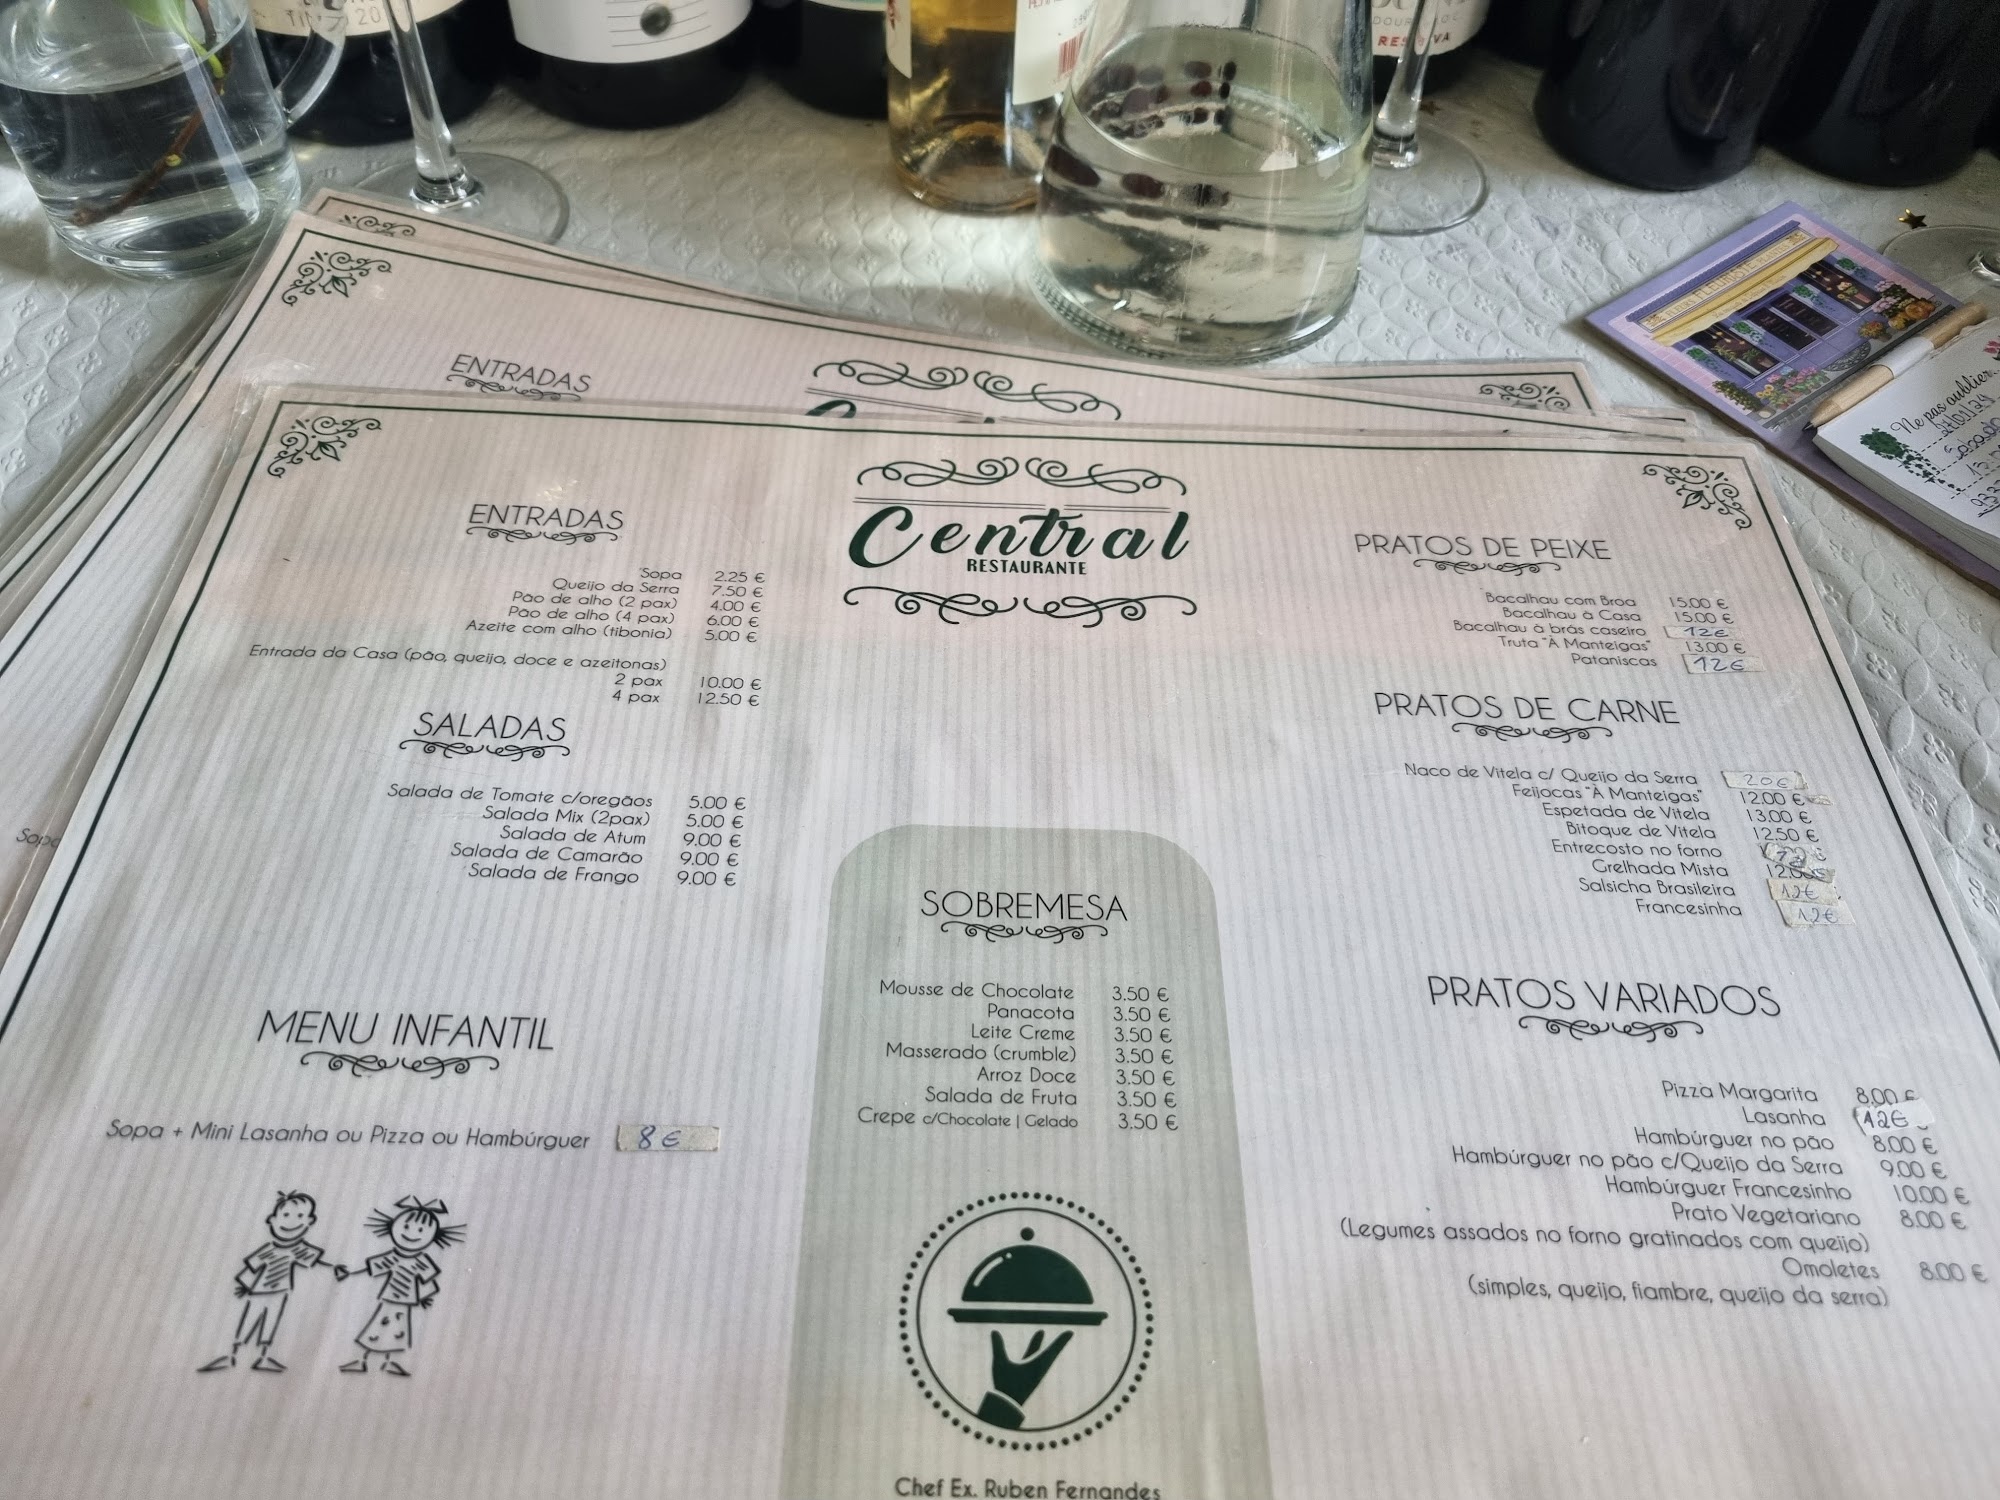 TIN 20
RESERVA
ENTRADAS
Ne pas oublier
Central
RESTAURANTE
ENTRADAS
Sopa 2.25 €
Queijo da Serra 7.50 €
Pão de alho (2 pax) 4.00 €
Pão de alho (4 pax) 6.00 €
Azeite com alho (tibonia) 5.00 €
Entrada da Casa (pão, queijo, doce e azeitonas)
2 pax 10.00 €
4 pax 12.50 €
SALADAS
Salada de Tomate c/oregãos 5.00 €
Salada Mix (2pax) 5.00 €
Salada de Atum 9.00 €
Salada de Camarão 9.00 €
Salada de Frango 9.00 €
MENU INFANTIL
Sopa + Mini Lasanha ou Pizza ou Hambúrguer 8€
SOBREMESA
Mousse de Chocolate 3.50 €
Panacota 3.50 €
Leite Creme 3.50 €
Masserado (crumble) 3.50 €
Arroz Doce 3.50 €
Salada de Fruta 3.50 €
Crepe c/Chocolate | Gelado 3.50 €
Chef Ex. Ruben Fernandes
PRATOS DE PEIXE
Bacalhau com Broa 15.00 €
Bacalhau à Casa 15.00 €
Bacalhau à brás caseiro 12€
Truta "À Manteigas" 13.00 €
Pataniscas 12€
PRATOS DE CARNE
Naco de Vitela c/ Queijo da Serra 20€
Feijocas "À Manteigas" 12.00 €
Espetada de Vitela 13.00 €
Bitoque de Vitela 12.50 €
Entrecosto no forno
Grelhada Mista 12.00€
Salsicha Brasileira 12€
Francesinha 12€
PRATOS VARIADOS
Pizza Margarita 8.00 €
Lasanha 12€
Hambúrguer no pão 8.00 €
Hambúrguer no pão c/Queijo da Serra 9.00 €
Hambúrguer Francesinho 10.00 €
Prato Vegetariano 8.00 €
(Legumes assados no forno gratinados com queijo)
Omoletes 8.00 €
(simples, queijo, fiambre, queijo da serra)